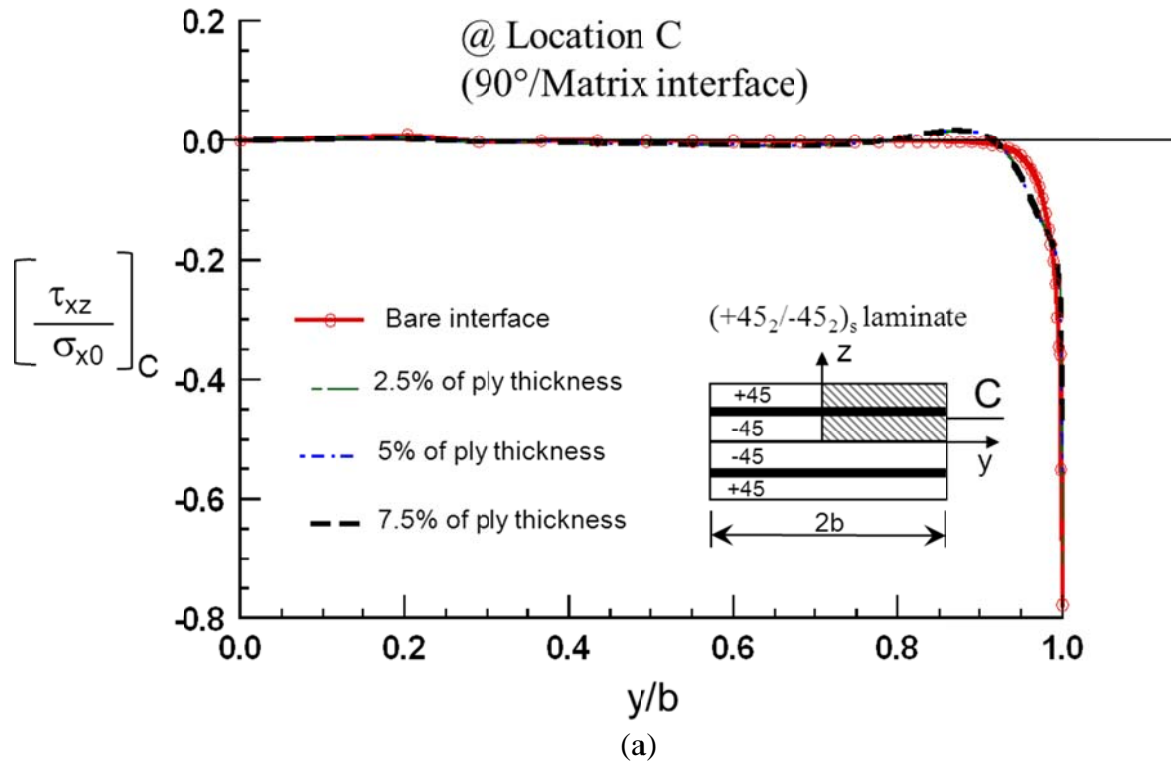 @ Location C
(90°/Matrix interface)
0.2
0.0
-0.2
-0.4
-0.6
-0.8
[τxz/σx0]C
Bare interface
2.5% of ply thickness
5% of ply thickness
7.5% of ply thickness
(+45₂/-45₂)s laminate
z
+45
C
-45
y
-45
+45
2b
0.0 0.2 0.4 0.6 0.8 1.0
y/b
(a)